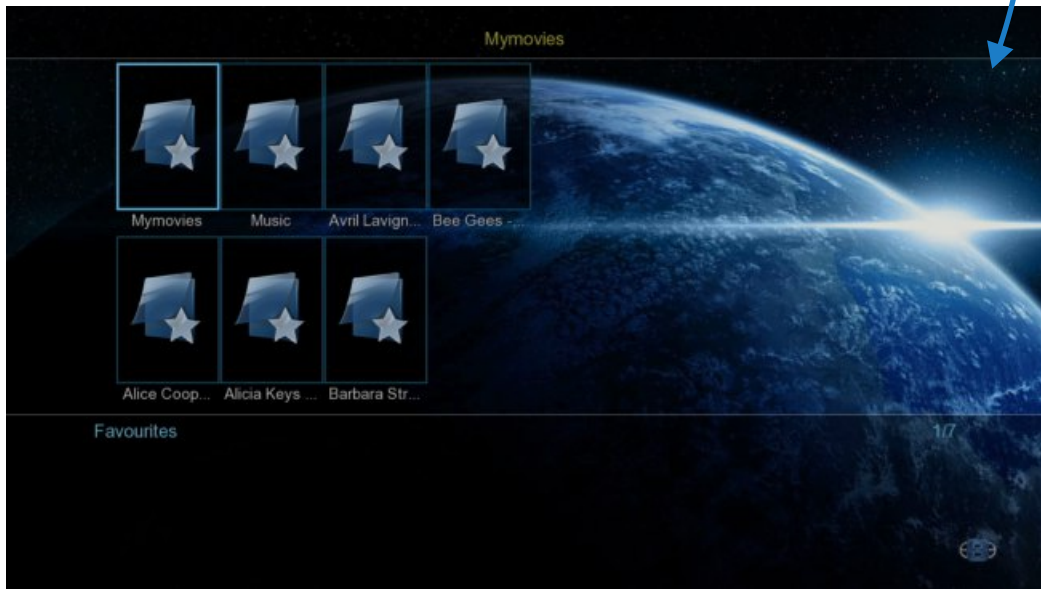 Mymovies
Mymovies Music Avril Lavign... Bee Gees -...
Alice Coop... Alicia Keys ... Barbara Str...
Favourites 1/7